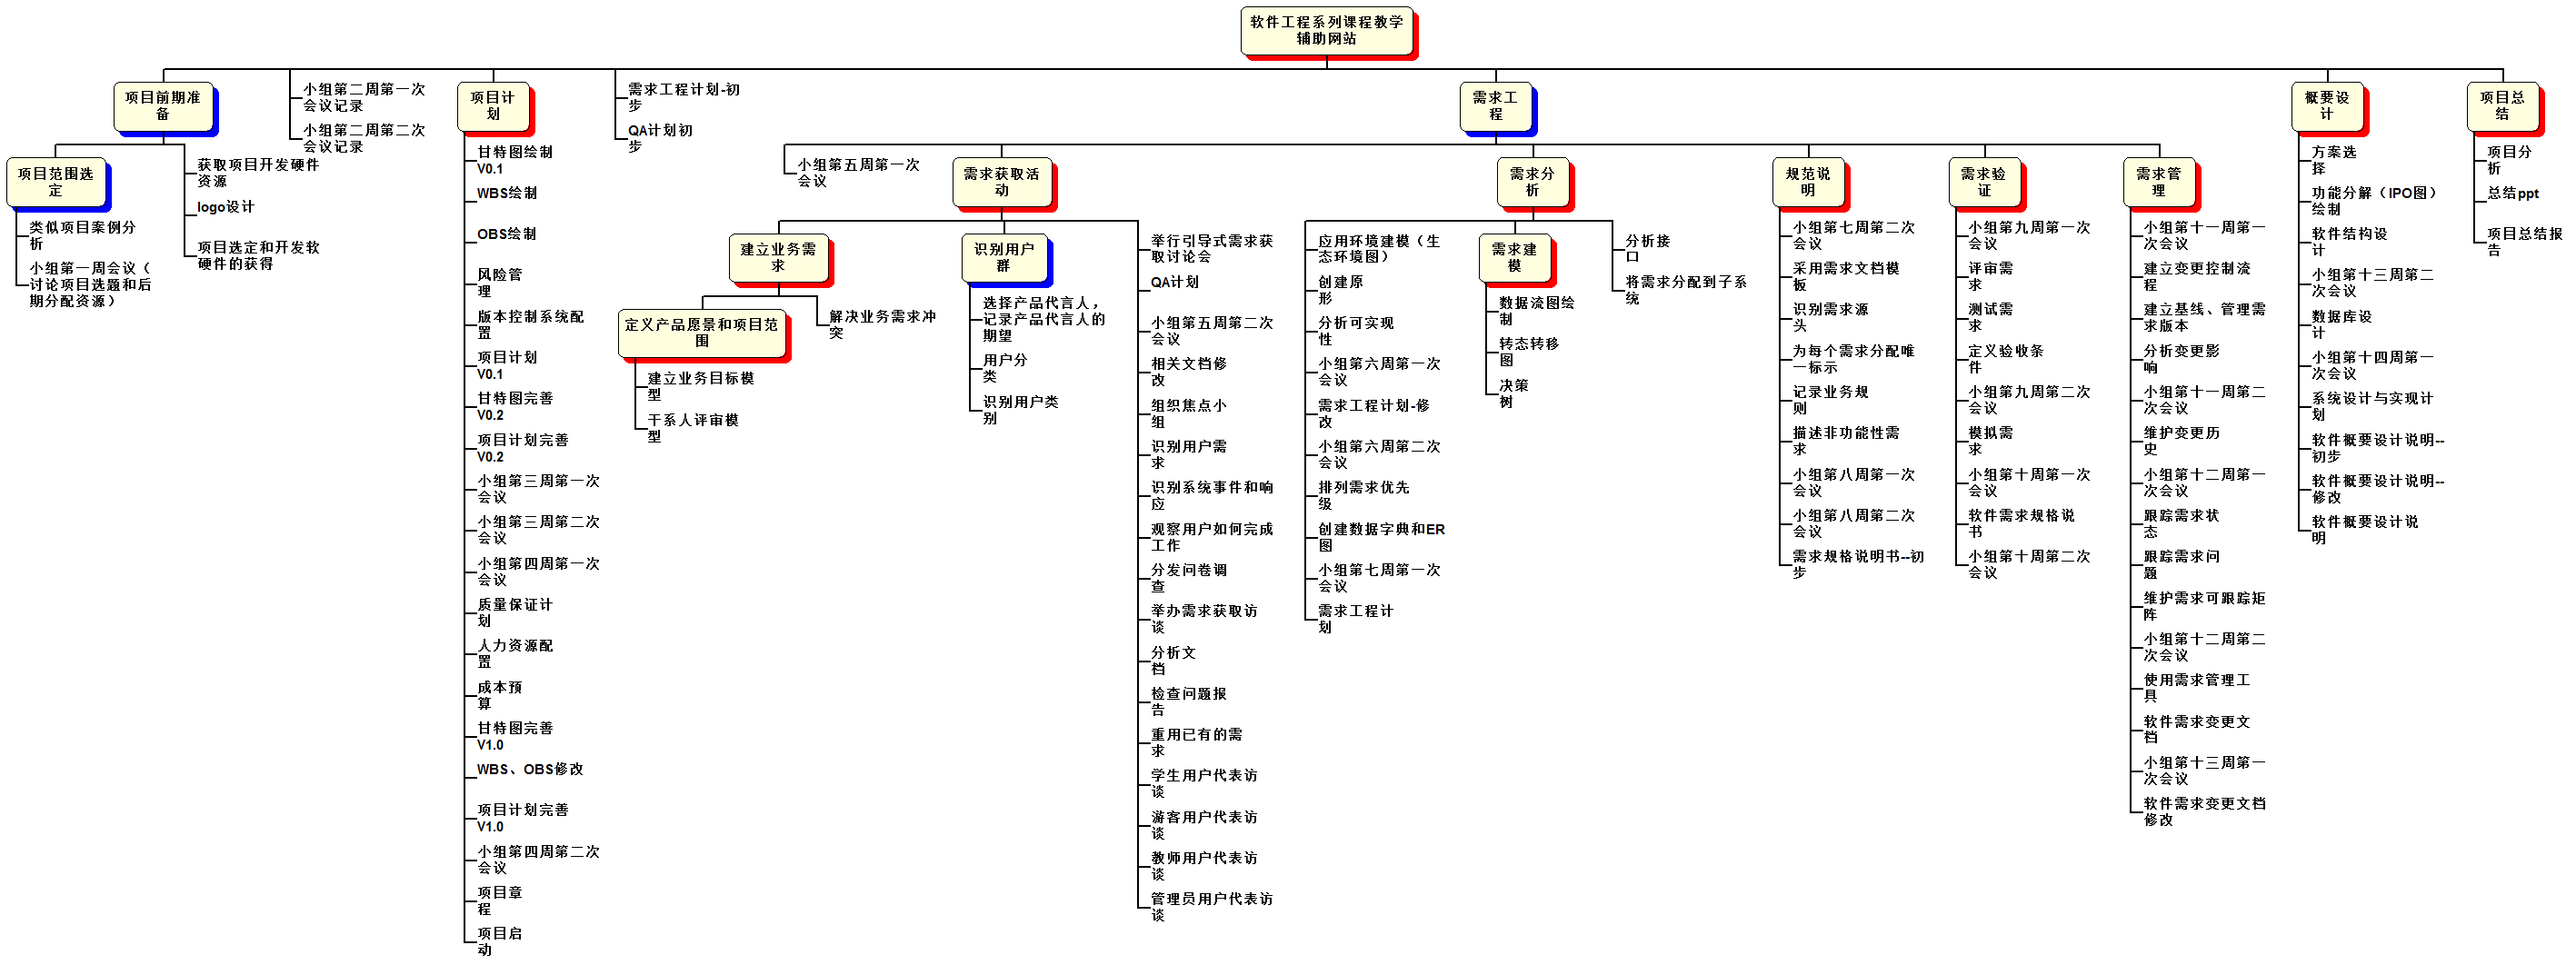 软件工程系列课程教学
辅助网站
项目前期准
备
项目范围选
定
类似项目案例分
析
小组第一周会议（
讨论项目选题和后
期分配资源）
获取项目开发硬件
资源
logo设计
项目选定和开发软
硬件的获得
小组第二周第一次
会议记录
小组第二周第二次
会议记录
项目计
划
甘特图绘制
V0.1
WBS绘制
OBS绘制
风险管
理
版本控制系统配
置
项目计划
V0.1
甘特图完善
V0.2
项目计划完善
V0.2
小组第三周第一次
会议
小组第三周第二次
会议
小组第四周第一次
会议
质量保证计
划
人力资源配
置
成本预
算
甘特图完善
V1.0
WBS、OBS修改
项目计划完善
V1.0
小组第四周第二次
会议
项目章
程
项目启
动
需求工程计划-初
步
QA计划初
步
需求工
程
小组第五周第一次
会议
需求获取活
动
建立业务需
求
定义产品愿景和项目范
围
建立业务目标模
型
干系人评审模
型
解决业务需求冲
突
识别用户
群
选择产品代言人，
记录产品代言人的
期望
用户分
类
识别用户类
别
举行引导式需求获
取讨论会
QA计划
小组第五周第二次
会议
相关文档修
改
组织焦点小
组
识别用户需
求
识别系统事件和响
应
观察用户如何完成
工作
分发问卷调
查
举办需求获取访
谈
分析文
档
检查问题报
告
重用已有的需
求
学生用户代表访
谈
游客用户代表访
谈
教师用户代表访
谈
管理员用户代表访
谈
需求分
析
应用环境建模（生
态环境图）
创建原
形
分析可实现
性
小组第六周第一次
会议
需求工程计划-修
改
小组第六周第二次
会议
排列需求优先
级
创建数据字典和ER
图
小组第七周第一次
会议
需求工程计
划
需求建
模
数据流图绘
制
转态转移
图
决策
树
分析接
口
将需求分配到子系
统
规范说
明
小组第七周第二次
会议
采用需求文档模
板
识别需求源
头
为每个需求分配唯
一标示
记录业务规
则
描述非功能性需
求
小组第八周第一次
会议
小组第八周第二次
会议
需求规格说明书--初
步
需求验
证
小组第九周第一次
会议
评审需
求
测试需
求
定义验收条
件
小组第九周第二次
会议
模拟需
求
小组第十周第一次
会议
软件需求规格说
书
小组第十周第二次
会议
需求管
理
小组第十一周第一
次会议
建立变更控制流
程
建立基线、管理需
求版本
分析变更影
响
小组第十一周第二
次会议
维护变更历
史
小组第十二周第一
次会议
跟踪需求状
态
跟踪需求问
题
维护需求可跟踪矩
阵
小组第十二周第二
次会议
使用需求管理工
具
软件需求变更文
档
小组第十三周第一
次会议
软件需求变更文档
修改
概要设
计
方案选
择
功能分解（IPO图）
绘制
软件结构设
计
小组第十三周第二
次会议
数据库设
计
小组第十四周第一
次会议
系统设计与实现计
划
软件概要设计说明--
初步
软件概要设计说明--
修改
软件概要设计说
明
项目总
结
项目分
析
总结ppt
项目总结报
告